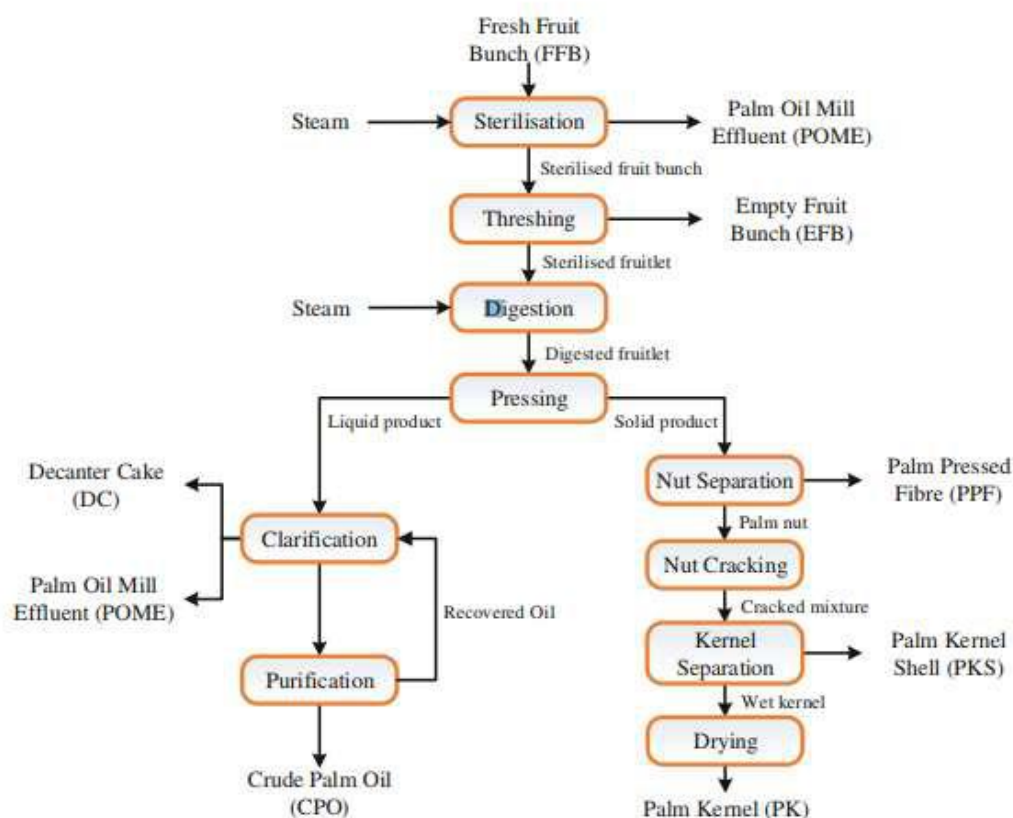 Fresh Fruit
Bunch (FFB)
Steam
Sterilisation
Palm Oil Mill
Effluent (POME)
Sterilised fruit bunch
Threshing
Empty Fruit
Bunch (EFB)
Sterilised fruitlet
Steam
Digestion
Digested fruitlet
Pressing
Liquid product
Solid product
Decanter Cake
(DC)
Clarification
Palm Oil Mill
Effluent (POME)
Recovered Oil
Purification
Crude Palm Oil
(CPO)
Nut Separation
Palm Pressed
Fibre (PPF)
Palm nut
Nut Cracking
Cracked mixture
Kernel
Separation
Palm Kernel
Shell (PKS)
Wet kernel
Drying
Palm Kernel (PK)